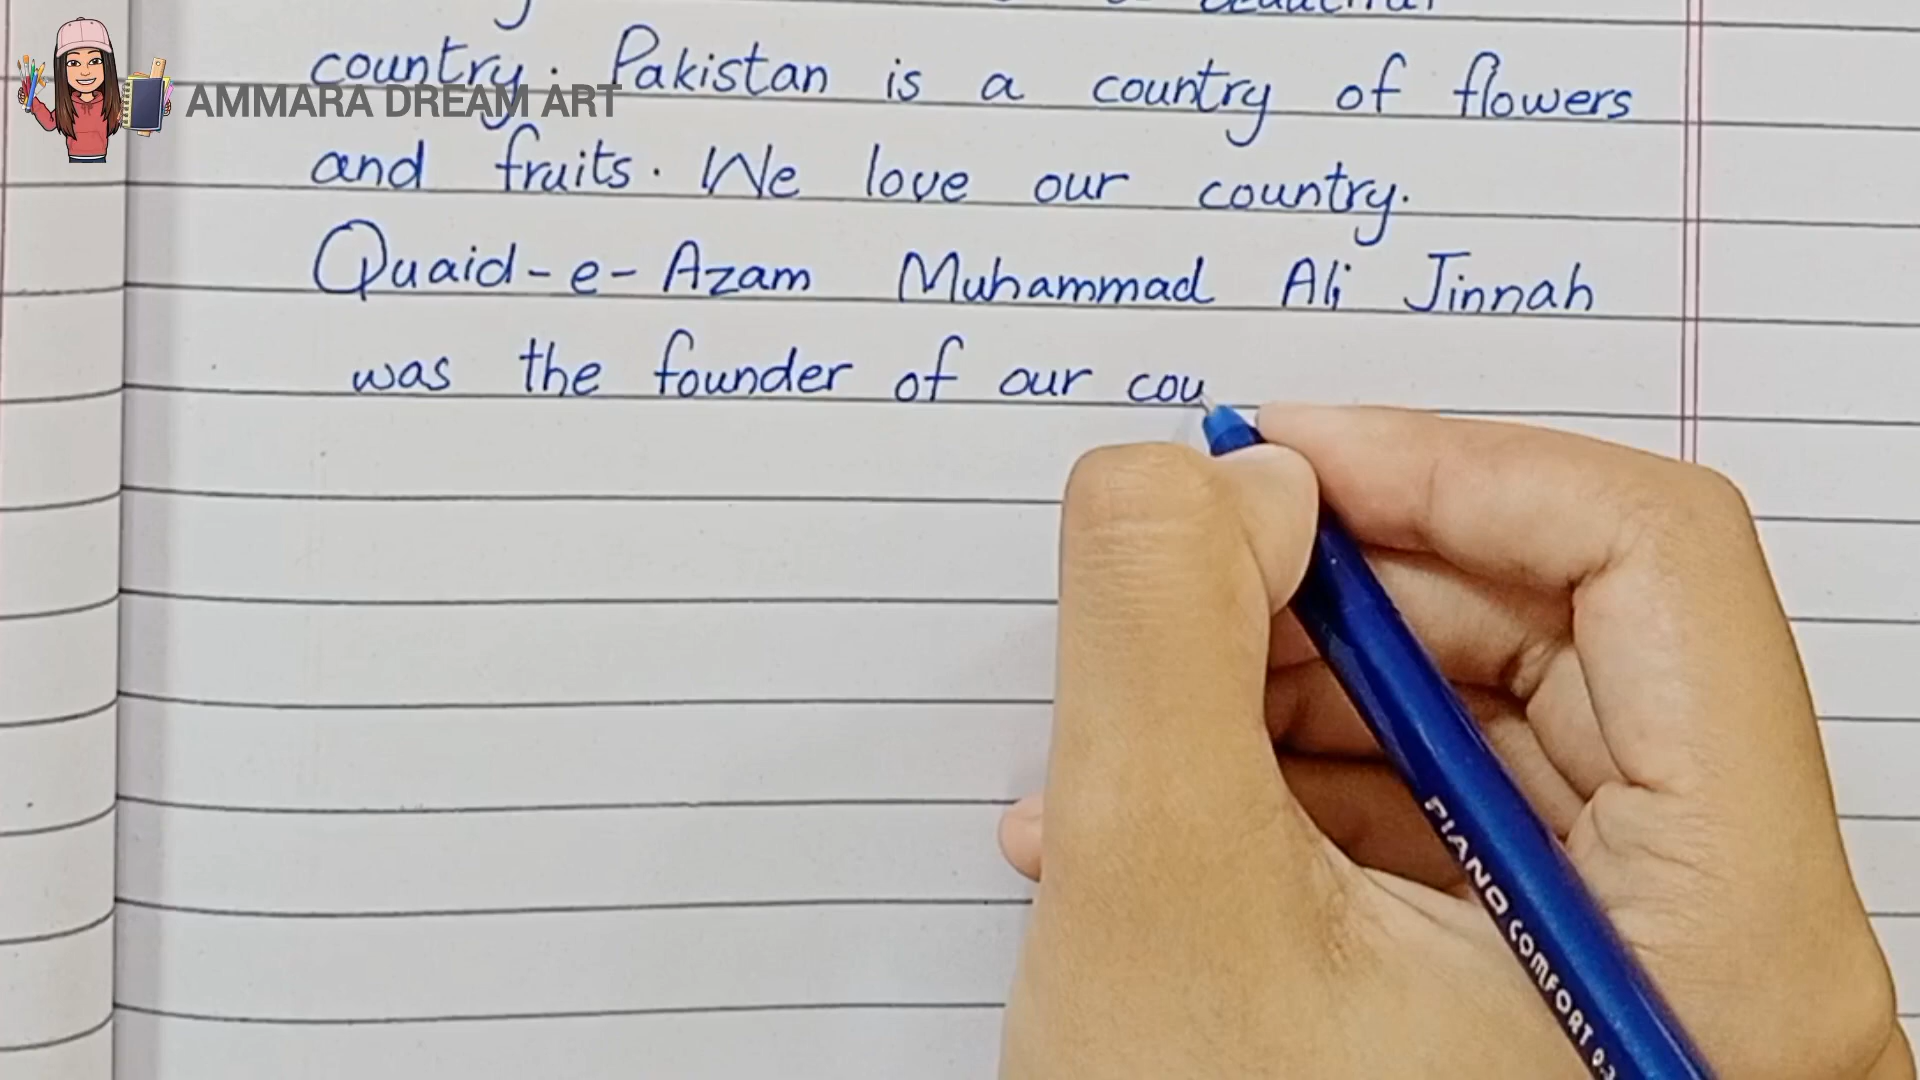 beautiful
country. Pakistan is a country of flowers
AMMARA DREAM ART
and fruits. We love our country.
Quaid-e-Azam Muhammad Ali Jinnah
was the founder of our cou
PIANO COMFORT